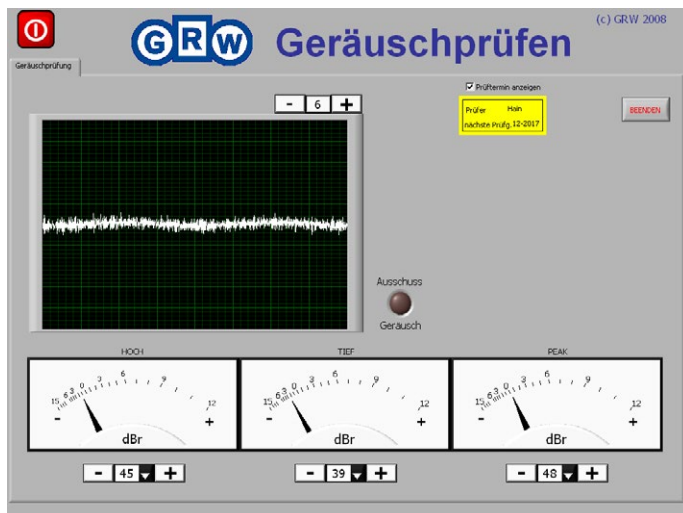 (c) GRW 2008
GRW Geräuschprüfen
Geräuschprüfung
Prüftermin anzeigen
Prüfer Hain
nächste Prüfg. 12-2017
BEENDEN
- 6 +
Ausschuss
Geräusch
HOCH
15 6 3 0 3 6 9 12
- +
dBr
- 45 +
TIEF
15 6 3 0 3 6 9 12
- +
dBr
- 39 +
PEAK
15 6 3 0 3 6 9 12
- +
dBr
- 48 +